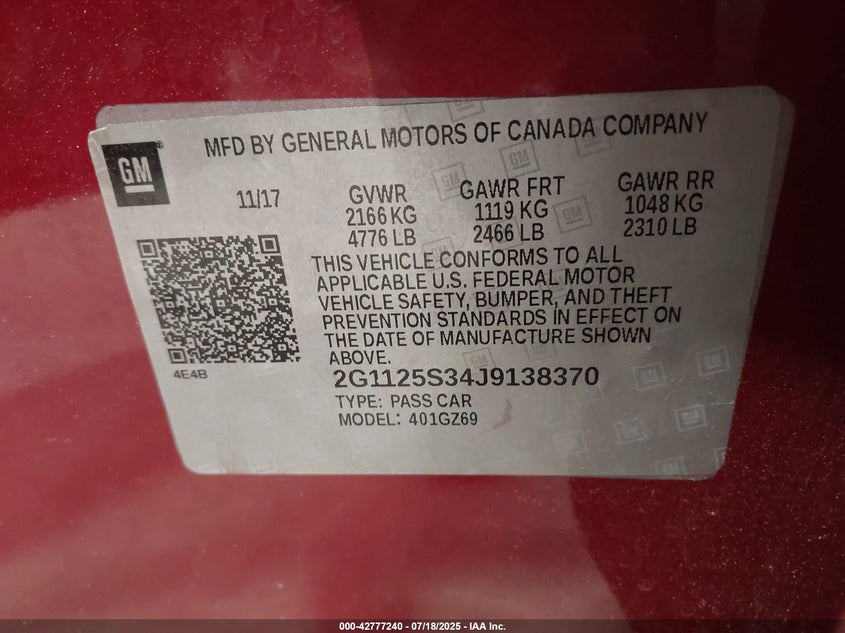 MFD BY GENERAL MOTORS OF CANADA COMPANY
GM
11/17
GVWR
2166 KG
4776 LB
GAWR FRT
1119 KG
2466 LB
GAWR RR
1048 KG
2310 LB
THIS VEHICLE CONFORMS TO ALL
APPLICABLE U.S. FEDERAL MOTOR
VEHICLE SAFETY, BUMPER, AND THEFT
PREVENTION STANDARDS IN EFFECT ON
THE DATE OF MANUFACTURE SHOWN
ABOVE.
4E4B
2G1125S34J9138370
TYPE: PASS CAR
MODEL: 401GZ69
000-42777240 - 07/18/2025 - IAA Inc.